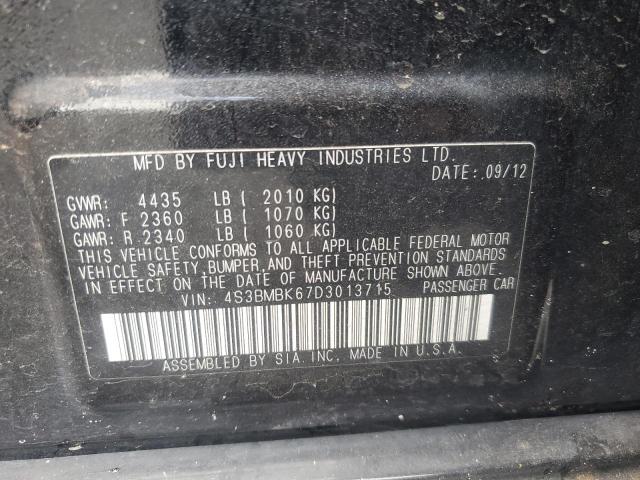 MFD BY FUJI HEAVY INDUSTRIES LTD.
DATE: 09/12
GVWR: 4435 LB ( 2010 KG)
GAWR: F 2360 LB ( 1070 KG)
GAWR: R 2340 LB ( 1060 KG)
THIS VEHICLE CONFORMS TO ALL APPLICABLE FEDERAL MOTOR
VEHICLE SAFETY, BUMPER, AND THEFT PREVENTION STANDARDS
IN EFFECT ON THE DATE OF MANUFACTURE SHOWN ABOVE.
VIN: 4S3BMBK67D3013715 PASSENGER CAR
ASSEMBLED BY SIA, INC. MADE IN U.S.A.